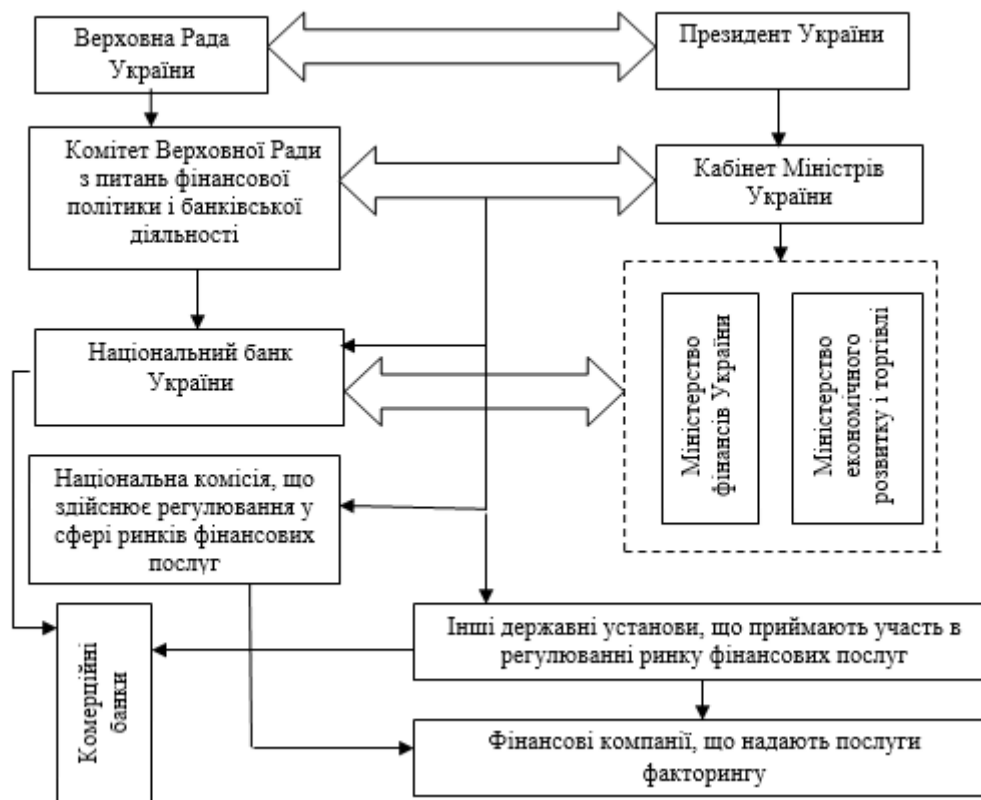 Верховна Рада
України
Президент України
Комітет Верховної Ради
з питань фінансової
політики і банківської
діяльності
Кабінет Міністрів
України
Національний банк
України
Міністерство
фінансів України
Міністерство
економічного
розвитку і торгівлі
Національна комісія, що
здійснює регулювання у
сфері ринків фінансових
послуг
Комерційні
банки
Інші державні установи, що приймають участь в
регулюванні ринку фінансових послуг
Фінансові компанії, що надають послуги
факторингу